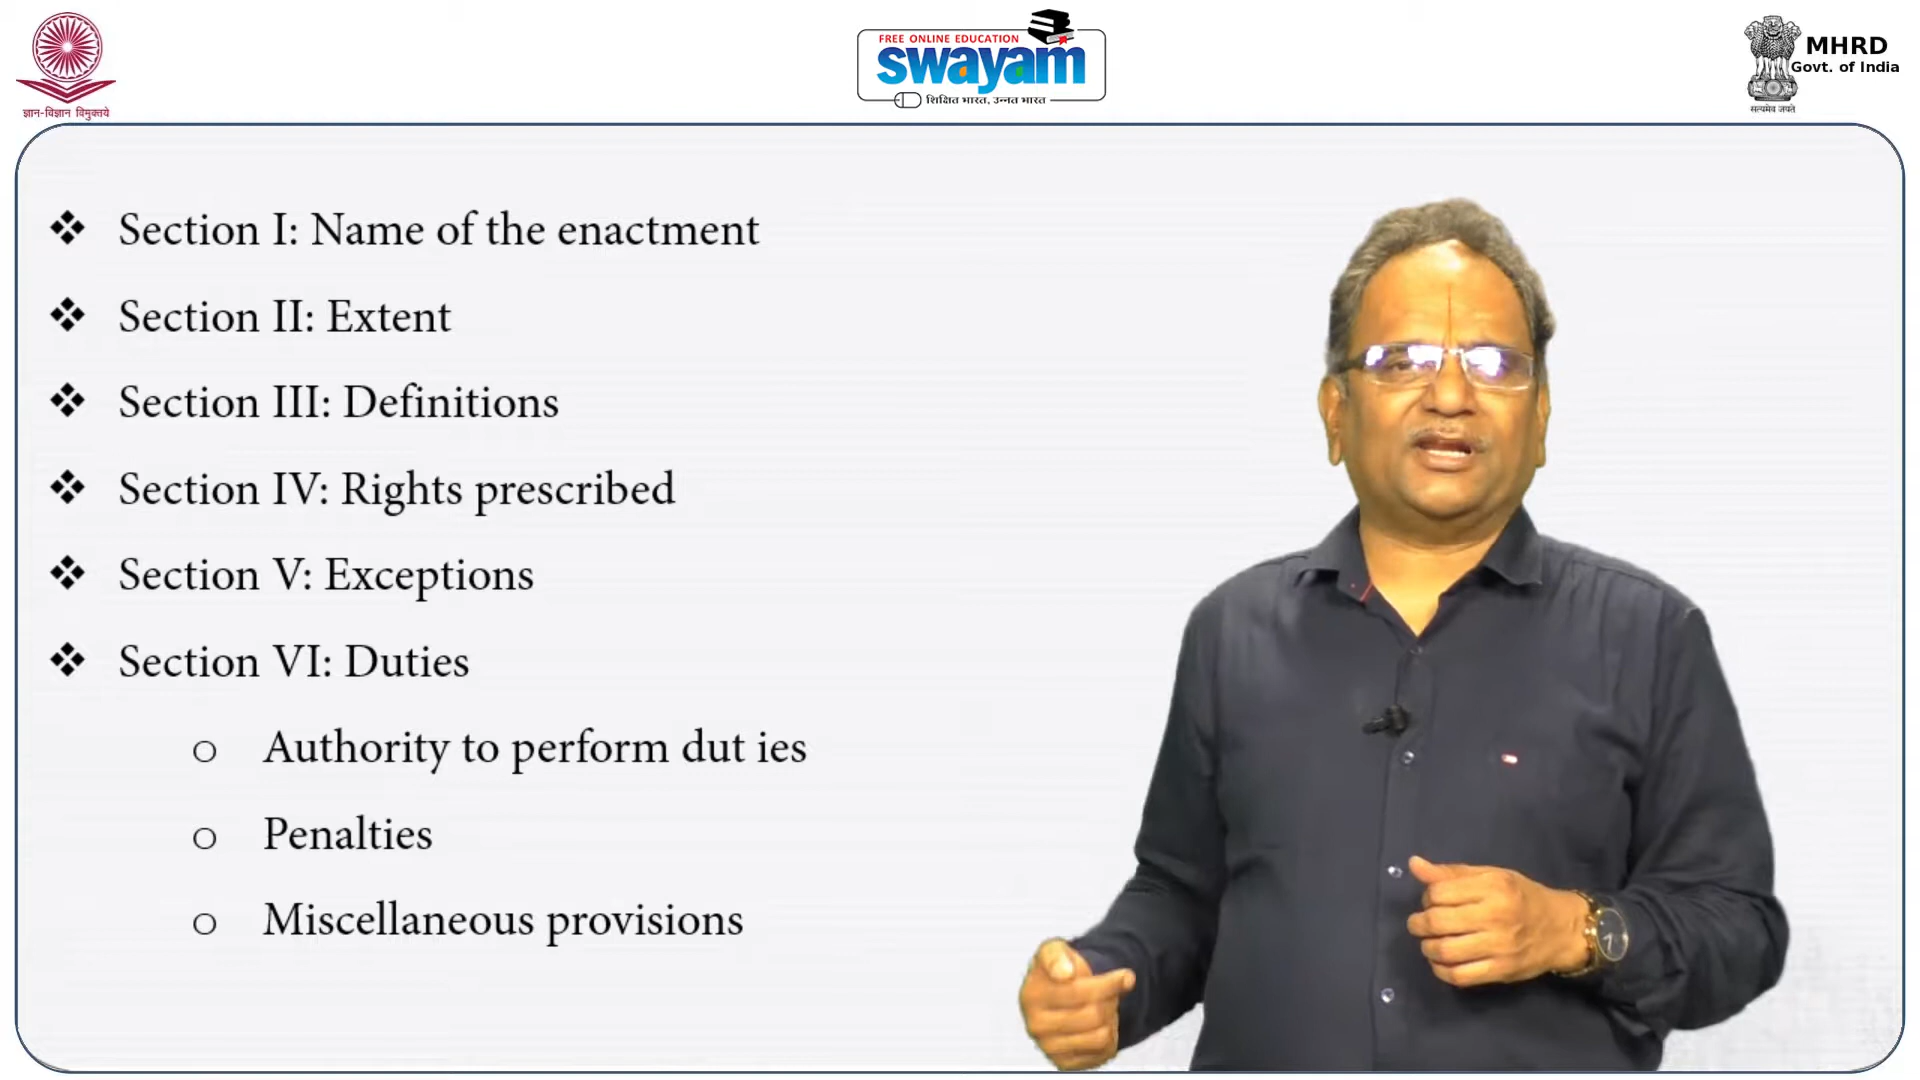 ज्ञान-विज्ञान विमुक्तये
FREE ONLINE EDUCATION
swayam
शिक्षित भारत, उन्नत भारत
MHRD
Govt. of India
सत्यमेव जयते
❖ Section I: Name of the enactment
❖ Section II: Extent
❖ Section III: Definitions
❖ Section IV: Rights prescribed
❖ Section V: Exceptions
❖ Section VI: Duties
o Authority to perform dut ies
o Penalties
o Miscellaneous provisions